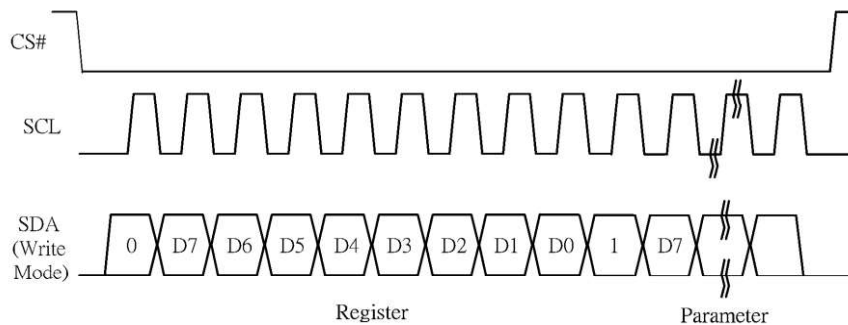 CS#
SCL
SDA
(Write
Mode)
0 D7 D6 D5 D4 D3 D2 D1 D0 1 D7
Register Parameter